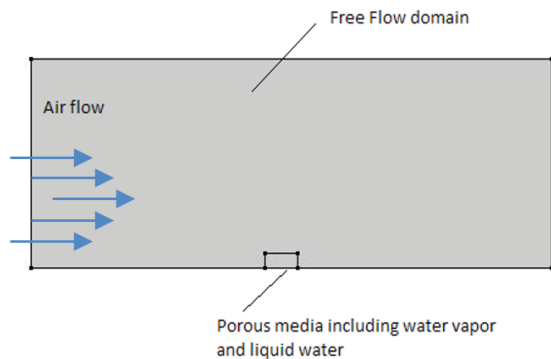 Free Flow domain
Air flow
Porous media including water vapor
and liquid water